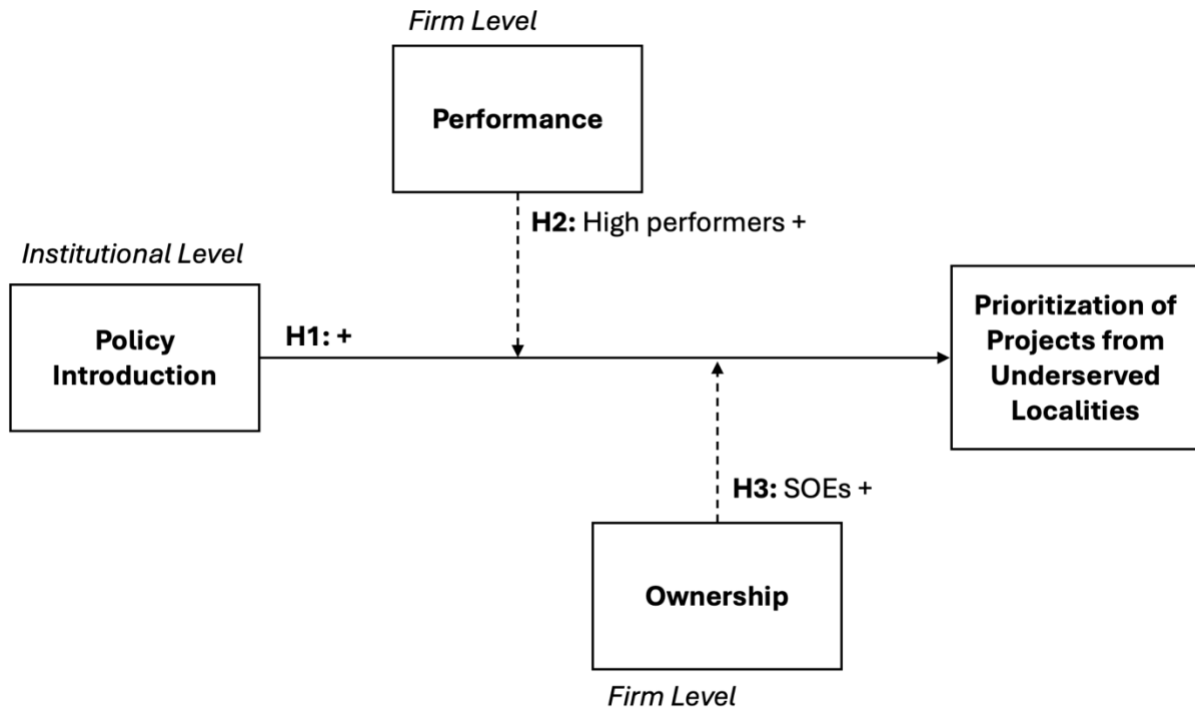 Firm Level
Performance
H2: High performers +
Institutional Level
Policy
Introduction
H1: +
Prioritization of
Projects from
Underserved
Localities
H3: SOEs +
Ownership
Firm Level